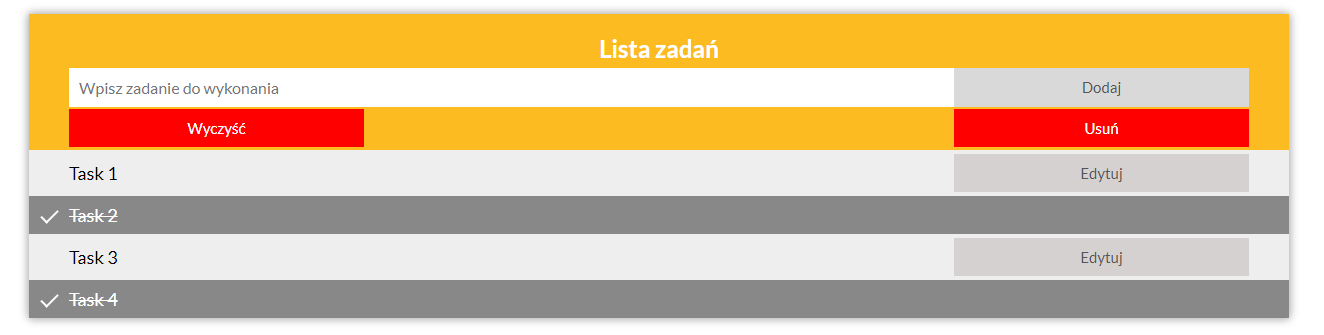 Lista zadań
Wpisz zadanie do wykonania Dodaj
Wyczyść Usuń
Task 1 Edytuj
Task 2
Task 3 Edytuj
Task 4